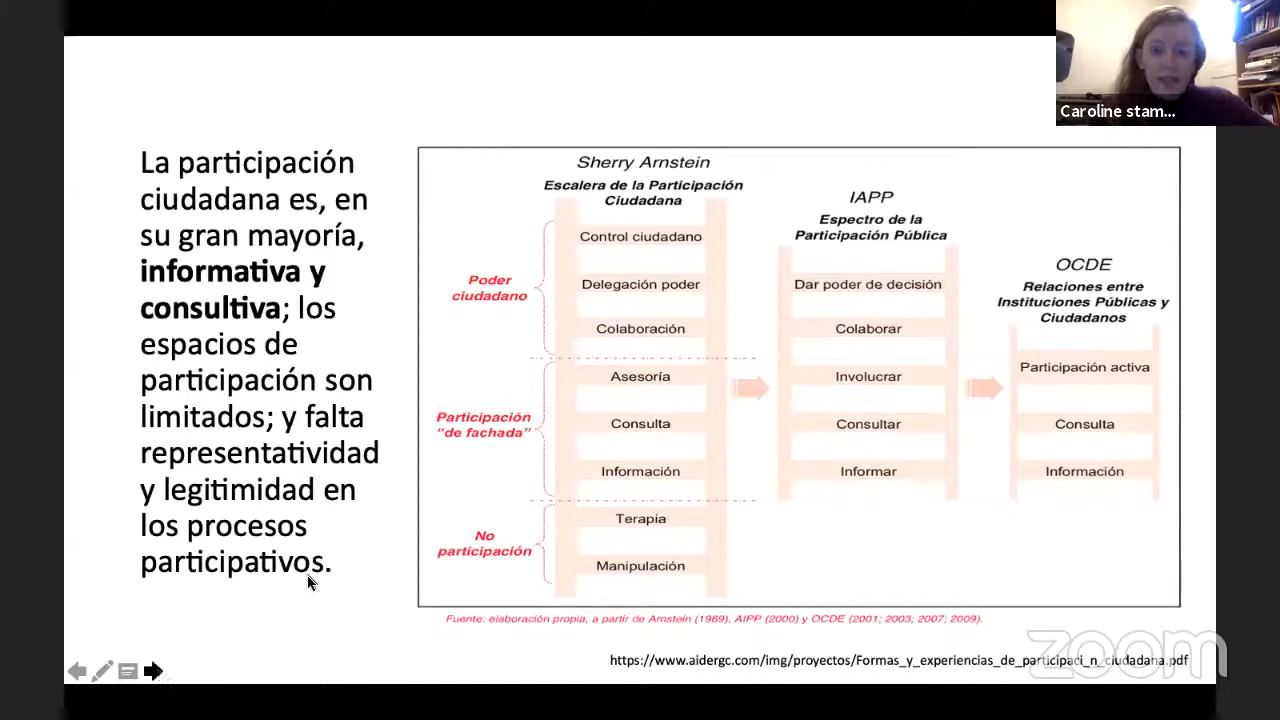 Caroline stam...
La participación
ciudadana es, en
su gran mayoría,
informativa y
consultiva; los
espacios de
participación son
limitados; y falta
representatividad
y legitimidad en
los procesos
participativos.
Sherry Arnstein
Escalera de la Participación
Ciudadana
Poder
ciudadano
Control ciudadano
Delegación poder
Colaboración
Participación
“de fachada”
Asesoría
Consulta
Información
No
participación
Terapia
Manipulación
IAPP
Espectro de la
Participación Pública
Dar poder de decisión
Colaborar
Involucrar
Consultar
Informar
OCDE
Relaciones entre
Instituciones Públicas y
Ciudadanos
Participación activa
Consulta
Información
Fuente: elaboración propia, a partir de Arnstein (1969), AIPP (2000) y OCDE (2001; 2003; 2007; 2009).
https://www.aidergc.com/img/proyectos/Formas_y_experiencias_de_participaci_n_ciudadana.pdf
zoom